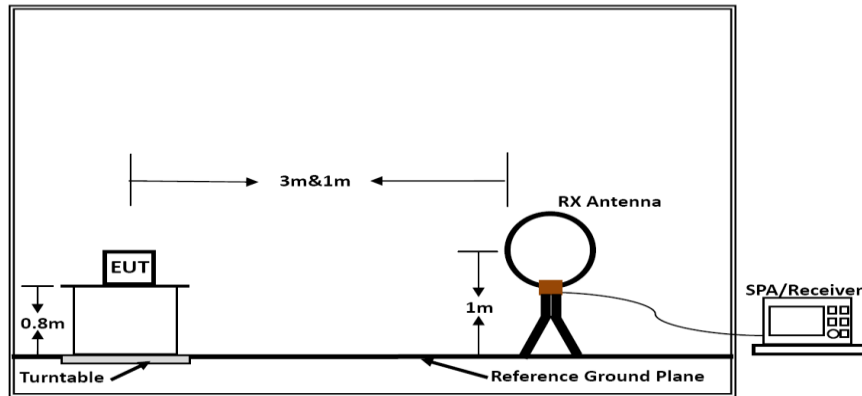 3m&1m
RX Antenna
EUT
SPA/Receiver
0.8m
1m
Turntable
Reference Ground Plane